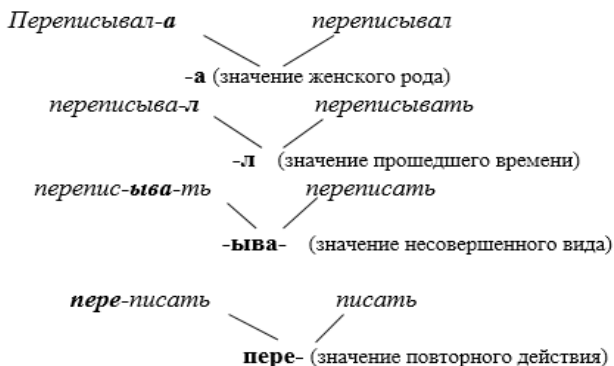 Переписывал-а переписывал
-а (значение женского рода)
переписыва-л переписывать
-л (значение прошедшего времени)
перепис-ыва-ть переписать
-ыва- (значение несовершенного вида)
пере-писать писать
пере- (значение повторного действия)